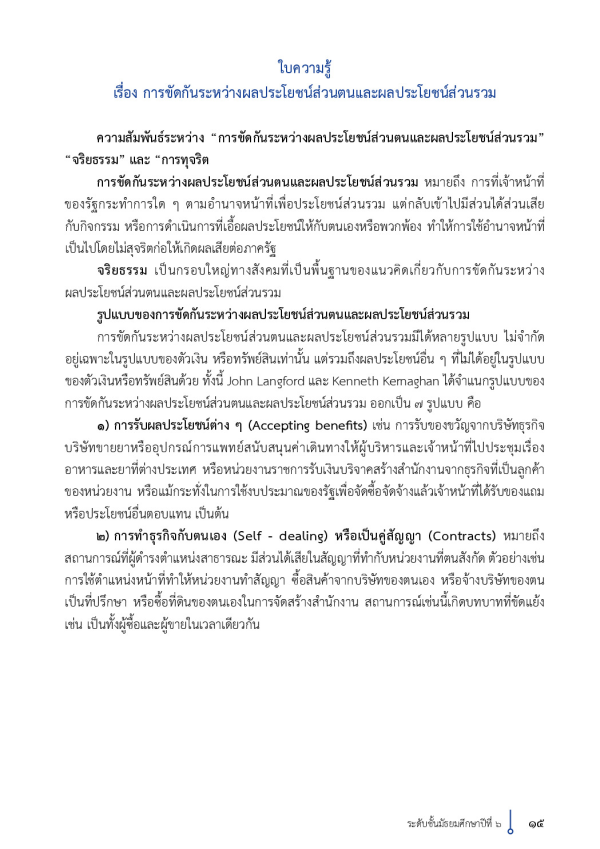 ใบความรู้
เรื่อง การขัดกันระหว่างผลประโยชน์ส่วนตนและผลประโยชน์ส่วนรวม
ความสัมพันธ์ระหว่าง “การขัดกันระหว่างผลประโยชน์ส่วนตนและผลประโยชน์ส่วนรวม”
“จริยธรรม” และ “การทุจริต
การขัดกันระหว่างผลประโยชน์ส่วนตนและผลประโยชน์ส่วนรวม หมายถึง การที่เจ้าหน้าที่
ของรัฐกระทำการใด ๆ ตามอำนาจหน้าที่เพื่อประโยชน์ส่วนรวม แต่กลับเข้าไปมีส่วนได้ส่วนเสีย
กับกิจกรรม หรือการดำเนินการที่เอื้อผลประโยชน์ให้กับตนเองหรือพวกพ้อง ทำให้การใช้อำนาจหน้าที่
เป็นไปโดยไม่สุจริตก่อให้เกิดผลเสียต่อภาครัฐ
จริยธรรม เป็นกรอบใหญ่ทางสังคมที่เป็นพื้นฐานของแนวคิดเกี่ยวกับการขัดกันระหว่าง
ผลประโยชน์ส่วนตนและผลประโยชน์ส่วนรวม
รูปแบบของการขัดกันระหว่างผลประโยชน์ส่วนตนและผลประโยชน์ส่วนรวม
การขัดกันระหว่างผลประโยชน์ส่วนตนและผลประโยชน์ส่วนรวมมีได้หลายรูปแบบ ไม่จำกัด
อยู่เฉพาะในรูปแบบของตัวเงิน หรือทรัพย์สินเท่านั้น แต่รวมถึงผลประโยชน์อื่น ๆ ที่ไม่ได้อยู่ในรูปแบบ
ของตัวเงินหรือทรัพย์สินด้วย ทั้งนี้ John Langford และ Kenneth Kernaghan ได้จำแนกรูปแบบของ
การขัดกันระหว่างผลประโยชน์ส่วนตนและผลประโยชน์ส่วนรวม ออกเป็น ๗ รูปแบบ คือ
๑) การรับผลประโยชน์ต่าง ๆ (Accepting benefits) เช่น การรับของขวัญจากบริษัทธุรกิจ
บริษัทขายยาหรืออุปกรณ์การแพทย์สนับสนุนค่าเดินทางให้ผู้บริหารและเจ้าหน้าที่ไปประชุมเรื่อง
อาหารและยาที่ต่างประเทศ หรือหน่วยงานราชการรับเงินบริจาคสร้างสำนักงานจากธุรกิจที่เป็นลูกค้า
ของหน่วยงาน หรือแม้กระทั่งในการใช้งบประมาณของรัฐเพื่อจัดซื้อจัดจ้างแล้วเจ้าหน้าที่ได้รับของแถม
หรือประโยชน์อื่นตอบแทน เป็นต้น
๒) การทำธุรกิจกับตนเอง (Self - dealing) หรือเป็นคู่สัญญา (Contracts) หมายถึง
สถานการณ์ที่ผู้ดำรงตำแหน่งสาธารณะ มีส่วนได้เสียในสัญญาที่ทำกับหน่วยงานที่ตนสังกัด ตัวอย่างเช่น
การใช้ตำแหน่งหน้าที่ทำให้หน่วยงานทำสัญญา ซื้อสินค้าจากบริษัทของตนเอง หรือจ้างบริษัทของตน
เป็นที่ปรึกษา หรือซื้อที่ดินของตนเองในการจัดสร้างสำนักงาน สถานการณ์เช่นนี้เกิดบทบาทที่ขัดแย้ง
เช่น เป็นทั้งผู้ซื้อและผู้ขายในเวลาเดียวกัน
ระดับชั้นมัธยมศึกษาปีที่ ๖ ๑๕